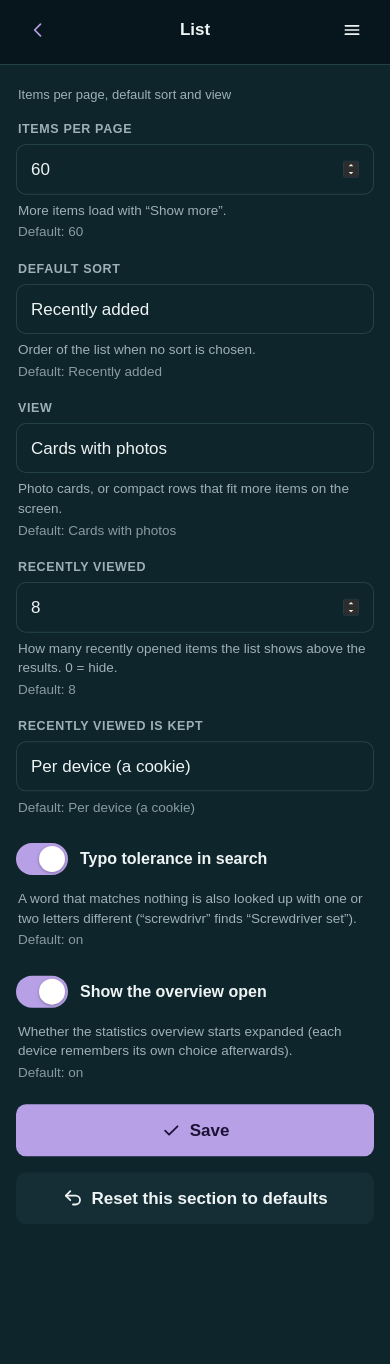 List
Items per page, default sort and view
ITEMS PER PAGE
60
More items load with “Show more”.
Default: 60
DEFAULT SORT
Recently added
Order of the list when no sort is chosen.
Default: Recently added
VIEW
Cards with photos
Photo cards, or compact rows that fit more items on the
screen.
Default: Cards with photos
RECENTLY VIEWED
8
How many recently opened items the list shows above the
results. 0 = hide.
Default: 8
RECENTLY VIEWED IS KEPT
Per device (a cookie)
Default: Per device (a cookie)
Typo tolerance in search
A word that matches nothing is also looked up with one or
two letters different (“screwdrivr” finds “Screwdriver set”).
Default: on
Show the overview open
Whether the statistics overview starts expanded (each
device remembers its own choice afterwards).
Default: on
Save
Reset this section to defaults